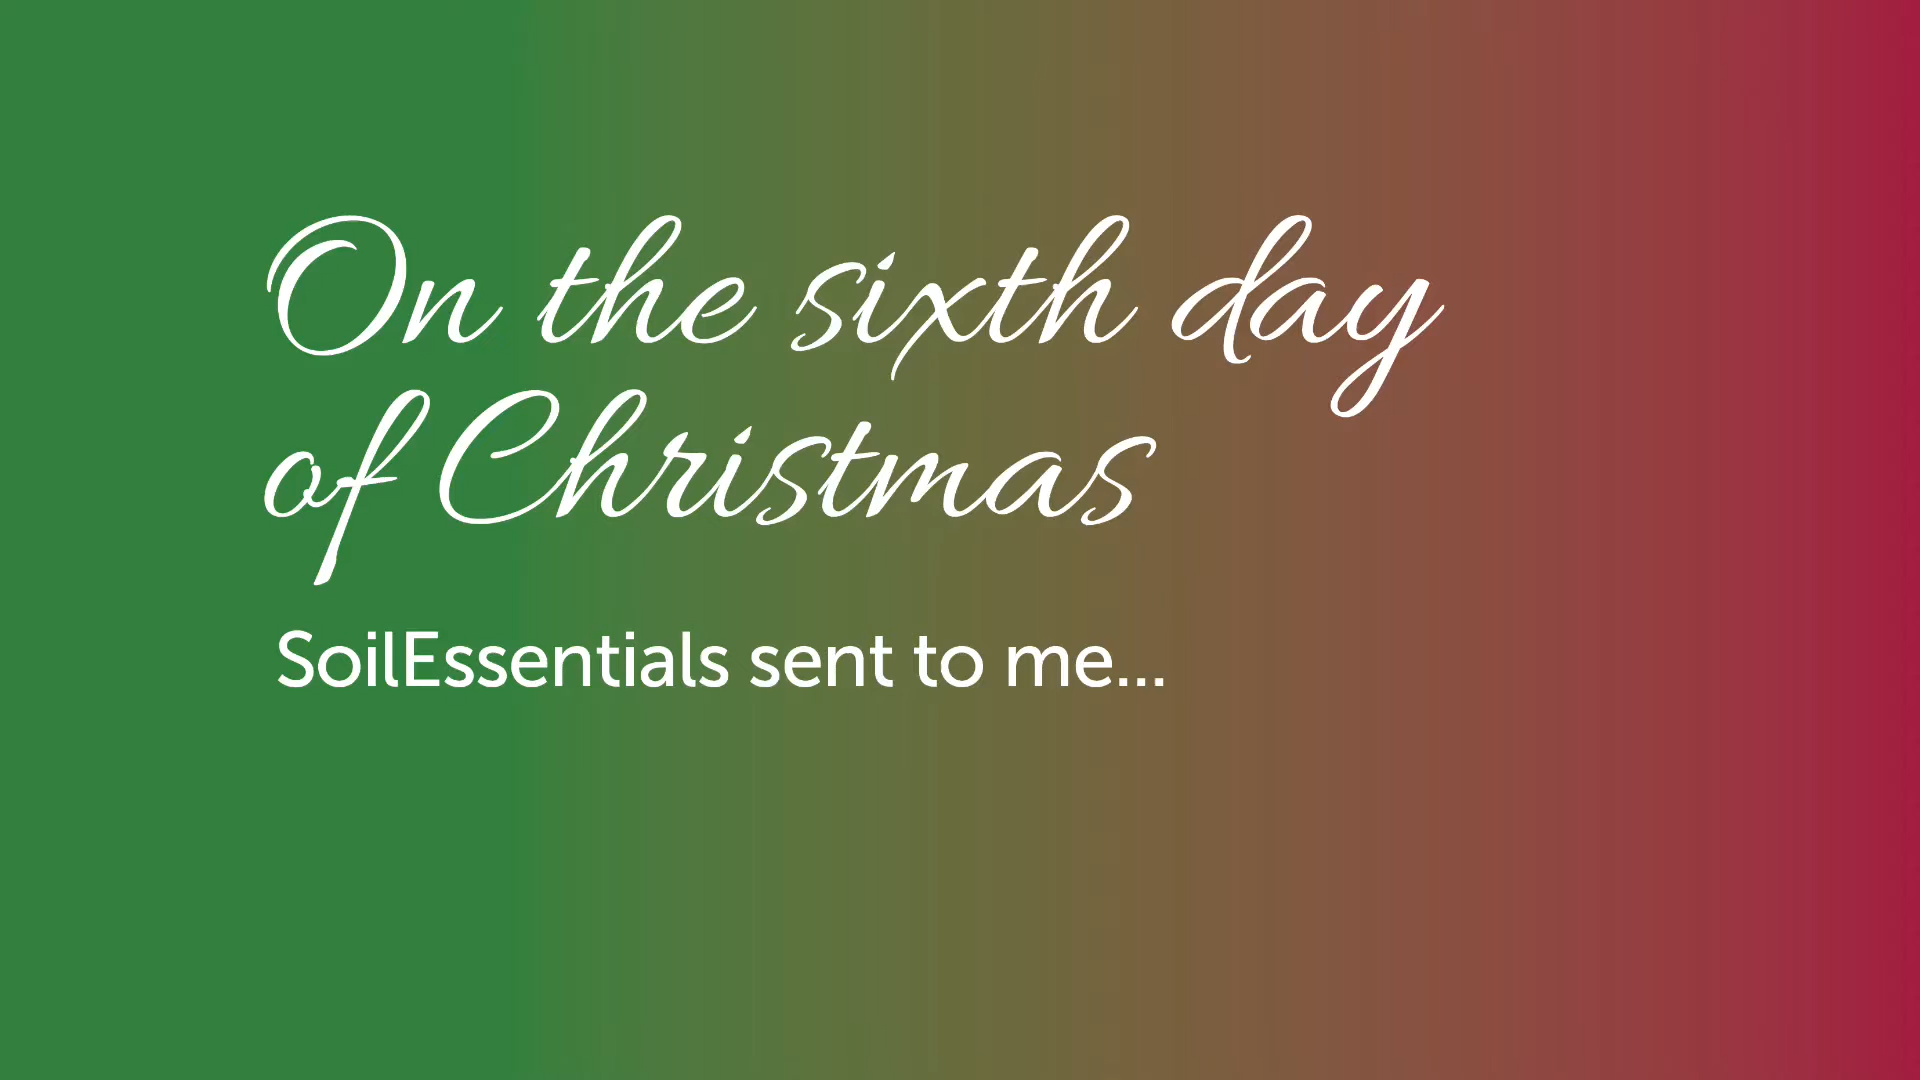 On the sixth day
of Christmas
SoilEssentials sent to me...